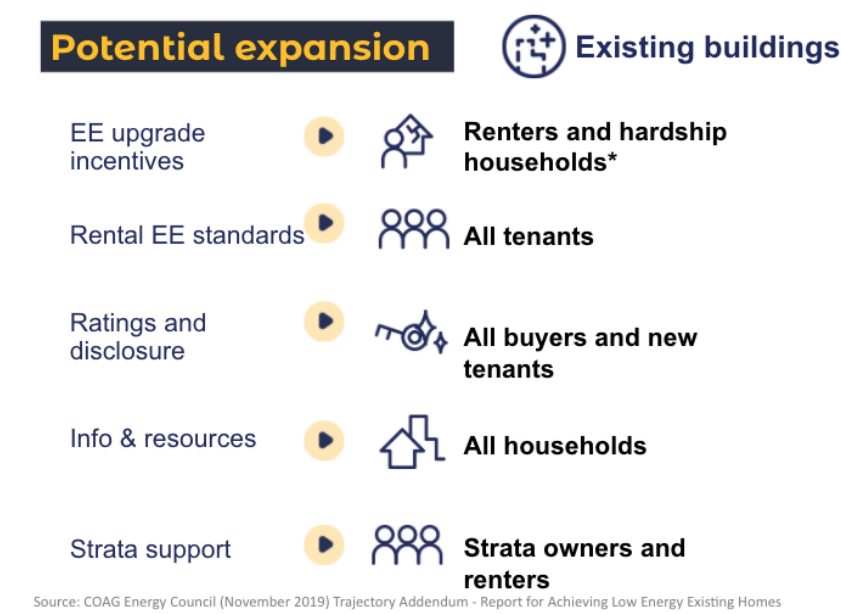 Potential expansion
Existing buildings
EE upgrade
incentives
Renters and hardship
households*
Rental EE standards
All tenants
Ratings and
disclosure
All buyers and new
tenants
Info & resources
All households
Strata support
Strata owners and
renters
Source: COAG Energy Council (November 2019) Trajectory Addendum - Report for Achieving Low Energy Existing Homes